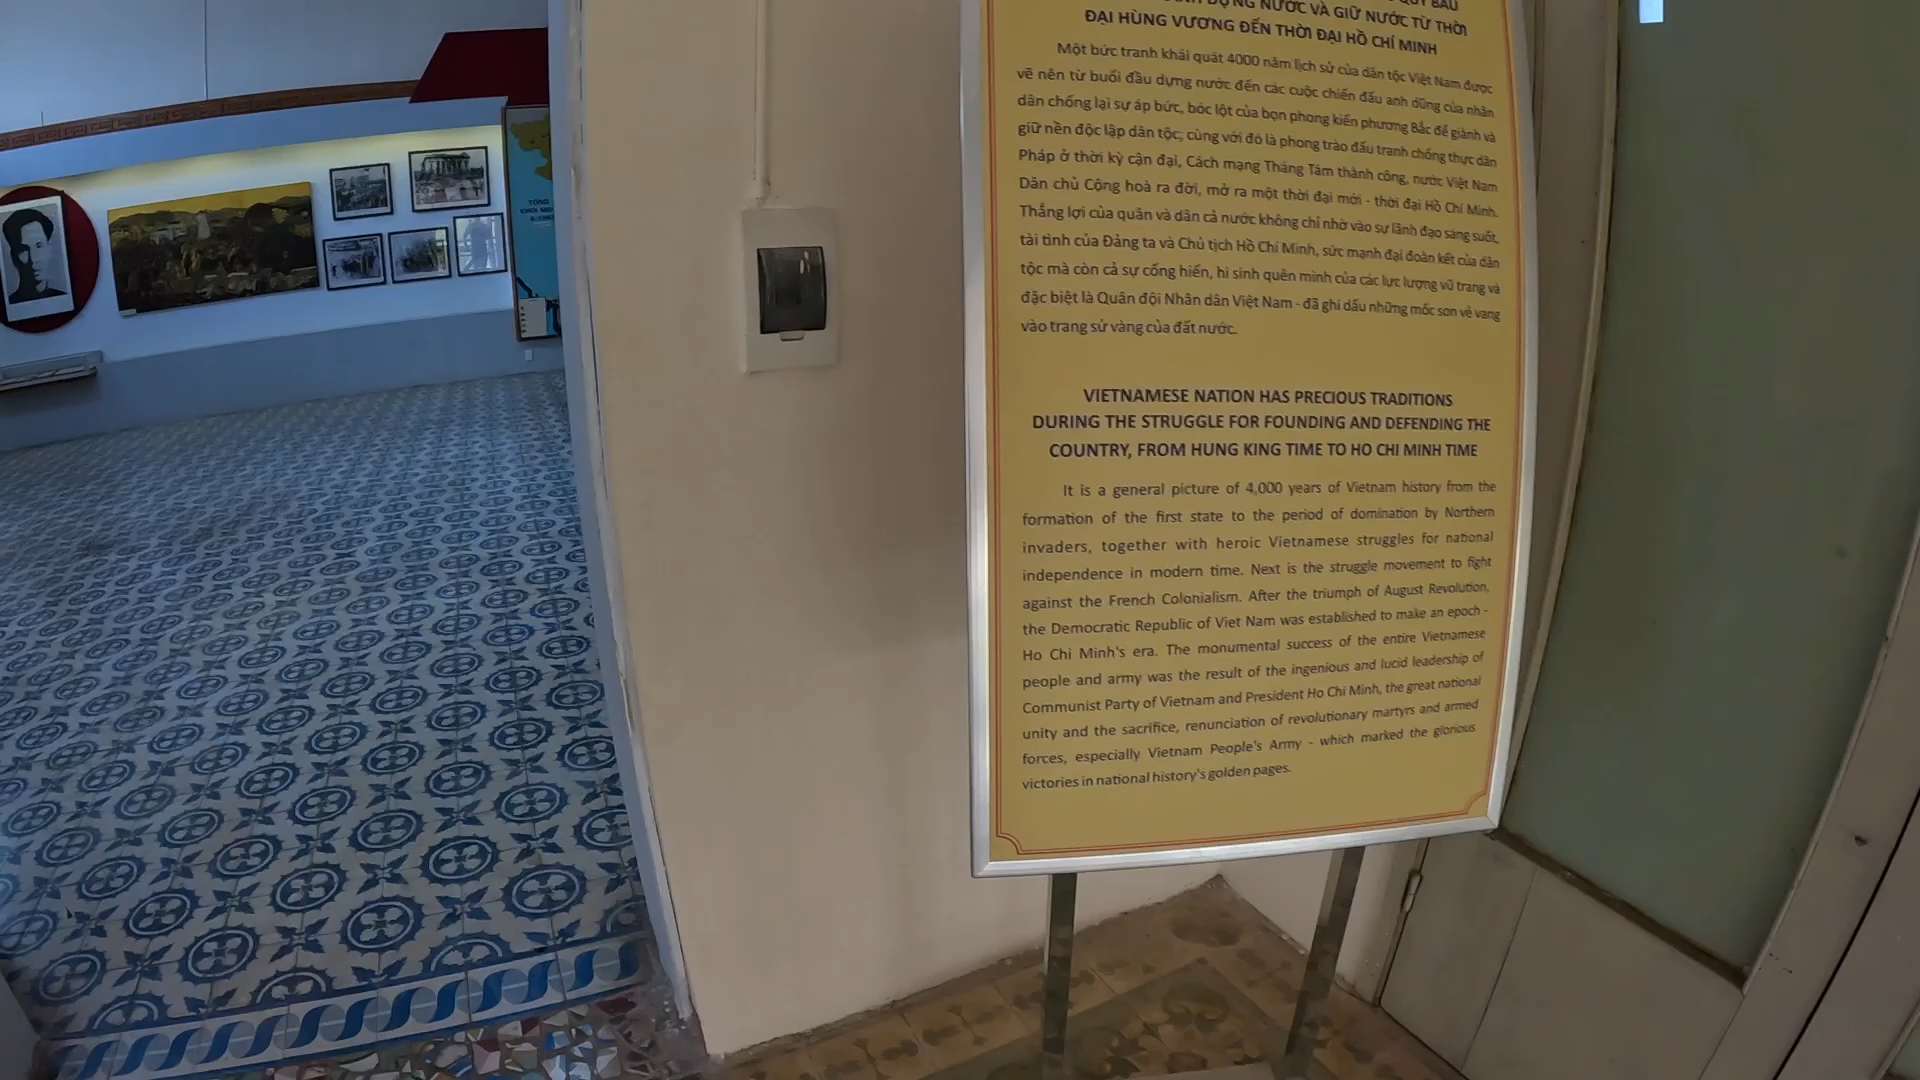 DỰNG NƯỚC VÀ GIỮ NƯỚC TỪ THỜI
ĐẠI HÙNG VƯƠNG ĐẾN THỜI ĐẠI HỒ CHÍ MINH
Một bức tranh khái quát 4000 năm lịch sử của dân tộc Việt Nam được
vẽ nên từ buổi đầu dựng nước đến các cuộc chiến đấu anh dũng của nhân
dân chống lại sự áp bức, bóc lột của bọn phong kiến phương Bắc để giành và
giữ nền độc lập dân tộc; cùng với đó là phong trào đấu tranh chống thực dân
Pháp ở thời kỳ cận đại, Cách mạng Tháng Tám thành công, nước Việt Nam
Dân chủ Cộng hoà ra đời, mở ra một thời đại mới - thời đại Hồ Chí Minh.
Thắng lợi của quân và dân cả nước không chỉ nhờ vào sự lãnh đạo sáng suốt,
tài tình của Đảng ta và Chủ tịch Hồ Chí Minh, sức mạnh đại đoàn kết của dân
tộc mà còn cả sự cống hiến, hi sinh quên mình của các lực lượng vũ trang và
đặc biệt là Quân đội Nhân dân Việt Nam - đã ghi dấu những mốc son vẻ vang
vào trang sử vàng của đất nước.
VIETNAMESE NATION HAS PRECIOUS TRADITIONS
DURING THE STRUGGLE FOR FOUNDING AND DEFENDING THE
COUNTRY, FROM HUNG KING TIME TO HO CHI MINH TIME
It is a general picture of 4,000 years of Vietnam history from the
formation of the first state to the period of domination by Northern
invaders, together with heroic Vietnamese struggles for national
independence in modern time. Next is the struggle movement to fight
against the French Colonialism. After the triumph of August Revolution,
the Democratic Republic of Viet Nam was established to make an epoch -
Ho Chi Minh's era. The monumental success of the entire Vietnamese
people and army was the result of the ingenious and lucid leadership of
Communist Party of Vietnam and President Ho Chi Minh, the great national
unity and the sacrifice, renunciation of revolutionary martyrs and armed
forces, especially Vietnam People's Army - which marked the glorious
victories in national history's golden pages.
TỔNG